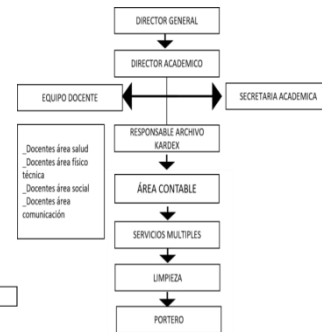 DIRECTOR GENERAL
DIRECTOR ACADEMICO
EQUIPO DOCENTE
SECRETARIA ACADEMICA
_Docentes área salud
_Docentes área físico
técnica
_Docentes área social
_Docentes área
comunicación
RESPONSABLE ARCHIVO
KARDEX
ÁREA CONTABLE
SERVICIOS MULTIPLES
LIMPIEZA
PORTERO